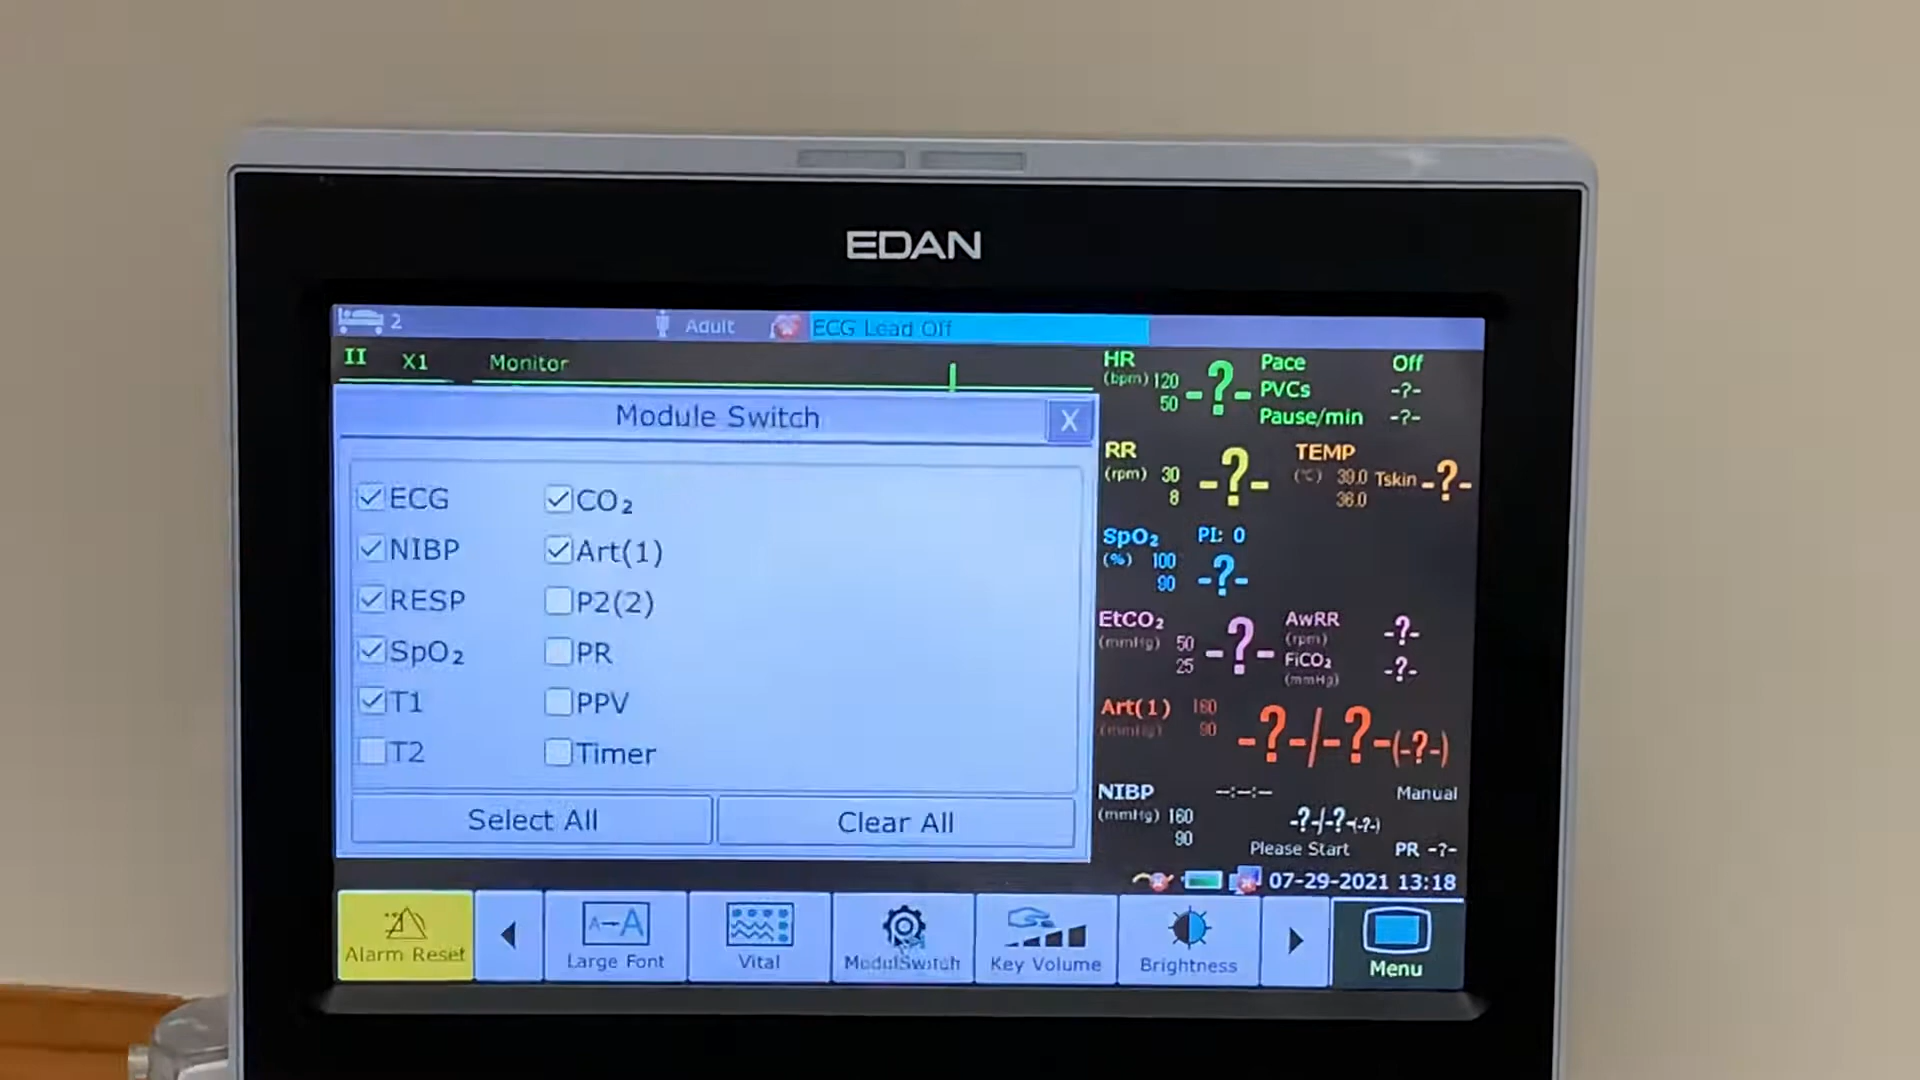 EDAN
2 Adult ECG Lead Off
II X1 Monitor
Module Switch X
ECG CO₂
NIBP Art(1)
RESP P2(2)
SpO₂ PR
T1 PPV
T2 Timer
Select All Clear All
HR (bpm) 120 50 -?-
Pace Off
PVCs -?-
Pause/min -?-
RR (rpm) 30 8 -?-
TEMP (°C) 39.0 36.0 Tskin -?-
SpO₂ (%) 100 90 PI: 0 -?-
EtCO₂ (mmHg) 50 25 -?-
AwRR (rpm) -?-
FiCO₂ (mmHg) -?-
Art(1) (mmHg) 160 90 -?-/-?-(-?-)
NIBP --:--:-- Manual
(mmHg) 160 90 -?-/-?-(-?-)
Please Start PR -?-
07-29-2021 13:18
Alarm Reset
A→A Large Font
Vital
ModulSwitch
Key Volume
Brightness
Menu